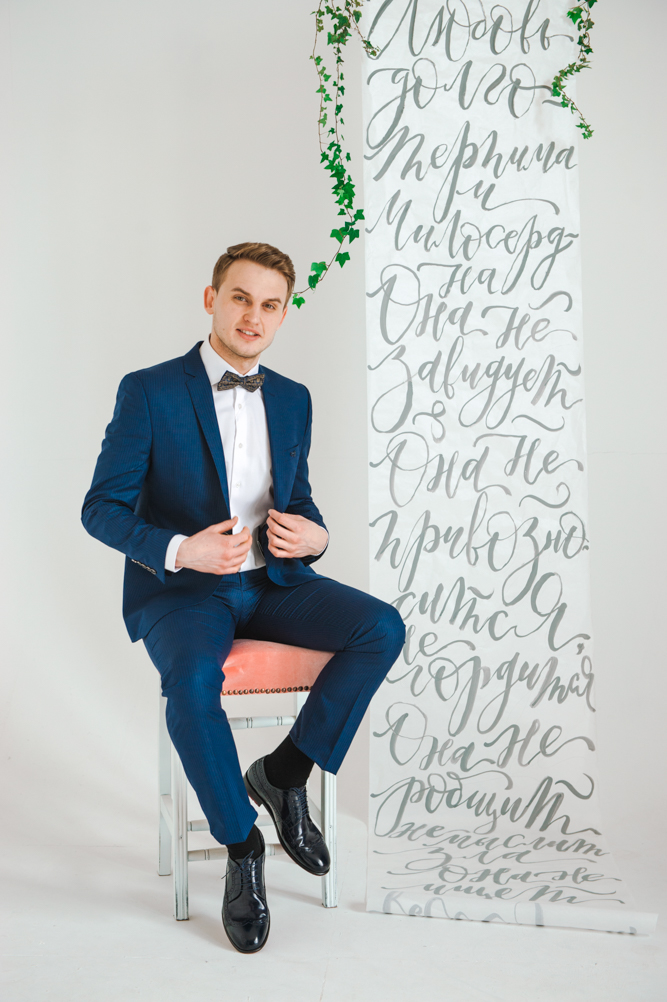 Любовь
долго-
терпима
и
Милосерд-
на
Она не
завидует
Она не
превозно-
сится,
не
гордится
Она не
не мыслит
зла
Она не
ищет